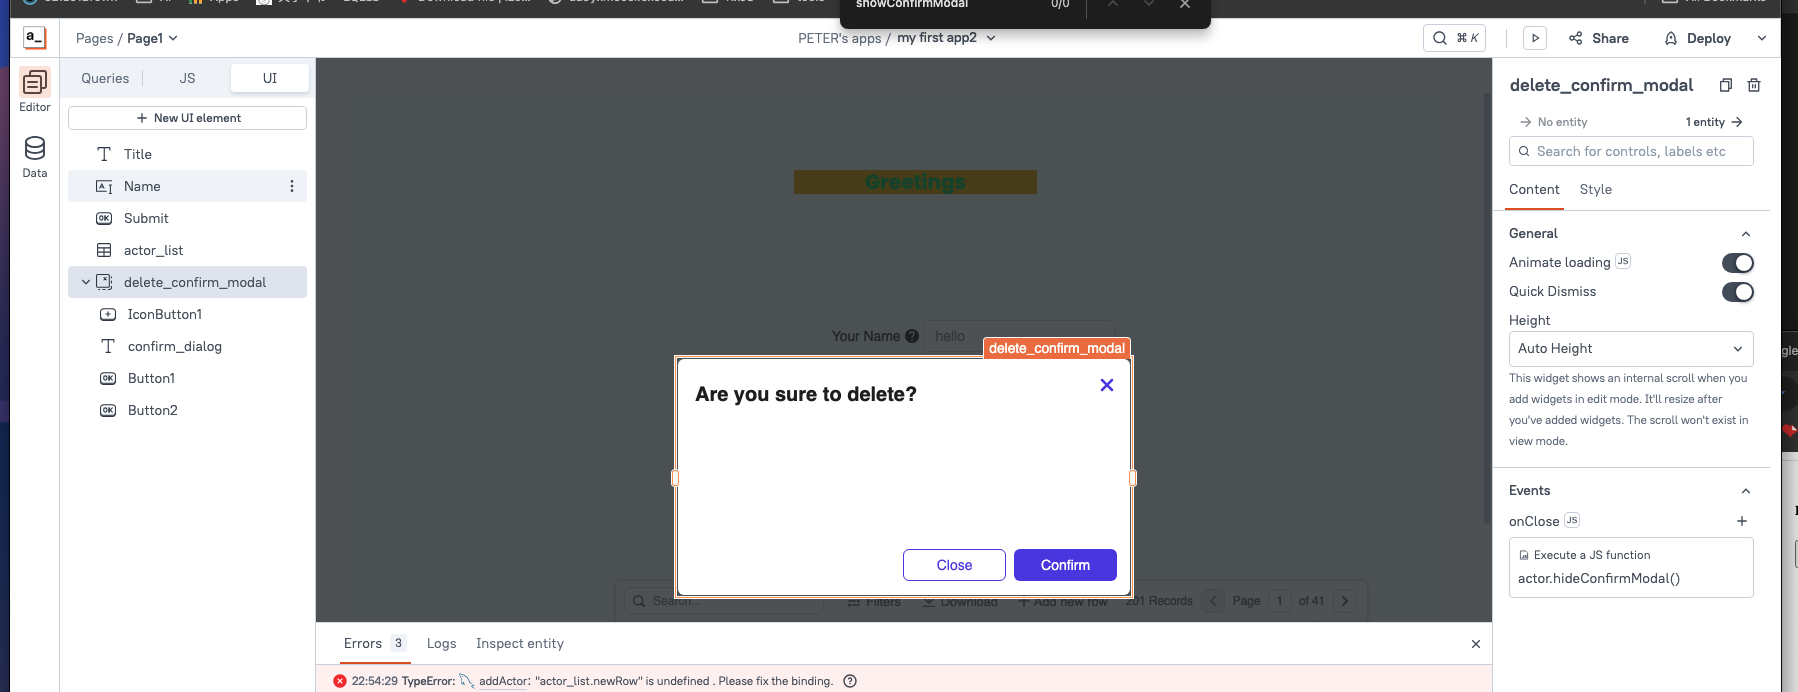 showConfirmModal 0/0
a_ Pages / Page1 PETER's apps / my first app2 ⌘ K Share Deploy
Editor
Data
Queries JS UI
+ New UI element
Title
Name
Submit
actor_list
delete_confirm_modal
IconButton1
confirm_dialog
Button1
Button2
Greetings
Your Name hello
delete_confirm_modal
Are you sure to delete?
Close Confirm
Search... Filters Download + Add new row 201 Records Page 1 of 41
Errors 3 Logs Inspect entity
22:54:29 TypeError: addActor: "actor_list.newRow" is undefined . Please fix the binding.
delete_confirm_modal
No entity 1 entity
Search for controls, labels etc
Content Style
General
Animate loading JS
Quick Dismiss
Height
Auto Height
This widget shows an internal scroll when you
add widgets in edit mode. It'll resize after
you've added widgets. The scroll won't exist in
view mode.
Events
onClose JS
Execute a JS function
actor.hideConfirmModal()